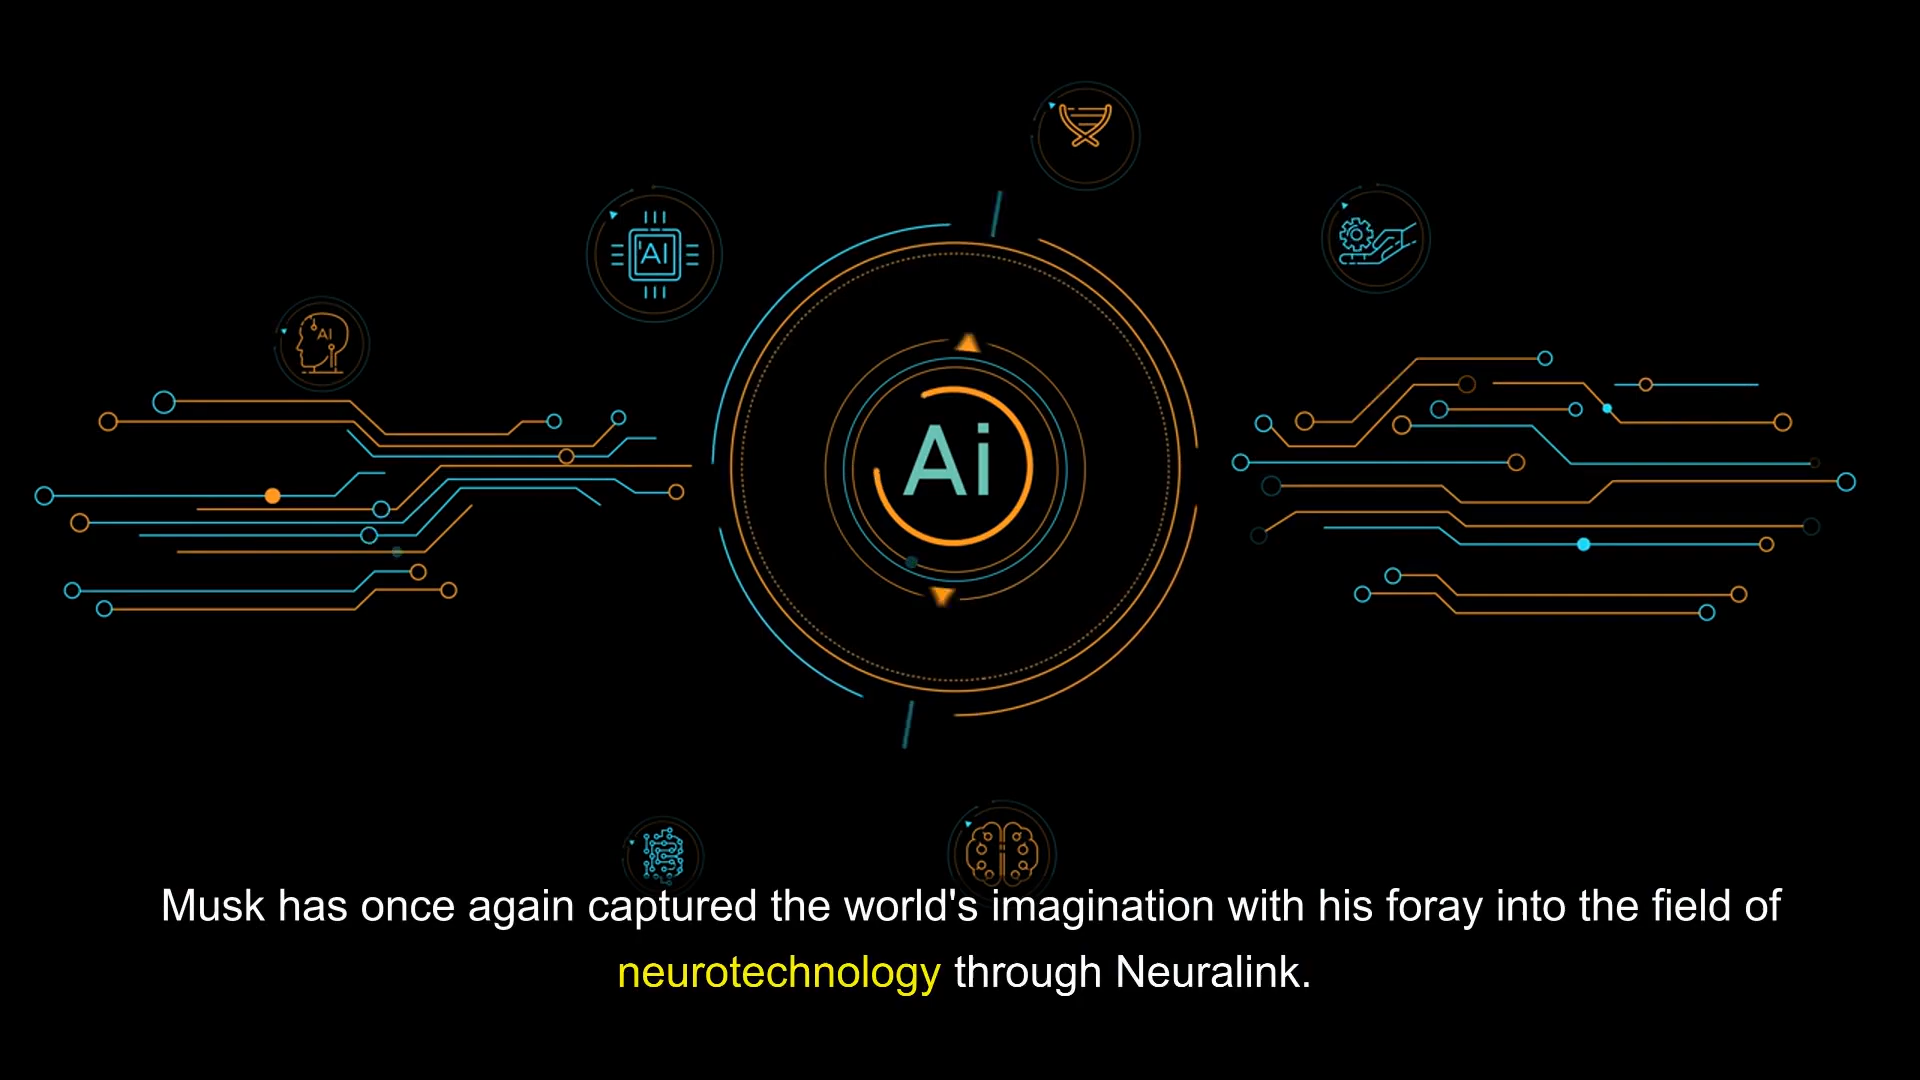 AI
AI
Ai
Musk has once again captured the world's imagination with his foray into the field of
neurotechnology through Neuralink.